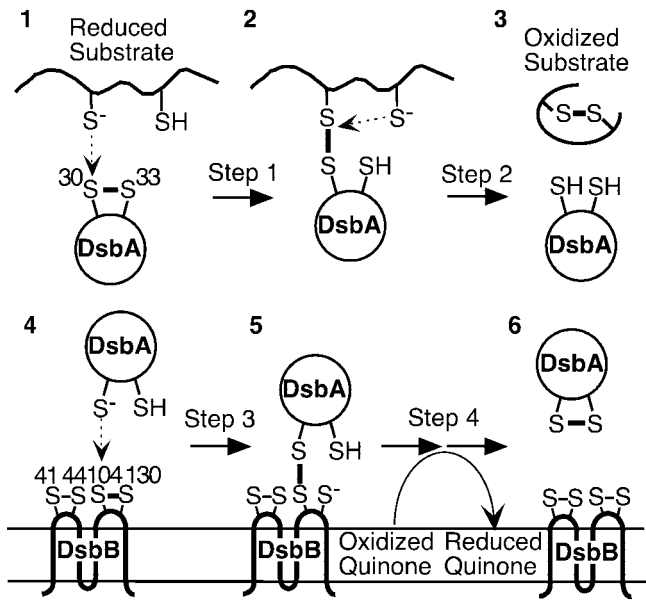 1
Reduced
Substrate
S⁻ SH
30 S–S 33
DsbA
Step 1
2
S S⁻
S SH
DsbA
Step 2
3
Oxidized
Substrate
S–S
SH SH
DsbA
4
DsbA
S⁻ SH
41 44 104 130
S–S S–S
DsbB
Step 3
5
DsbA
S SH
S–S S S⁻
DsbB
Step 4
Oxidized
Quinone
Reduced
Quinone
6
DsbA
S–S
S–S S–S
DsbB